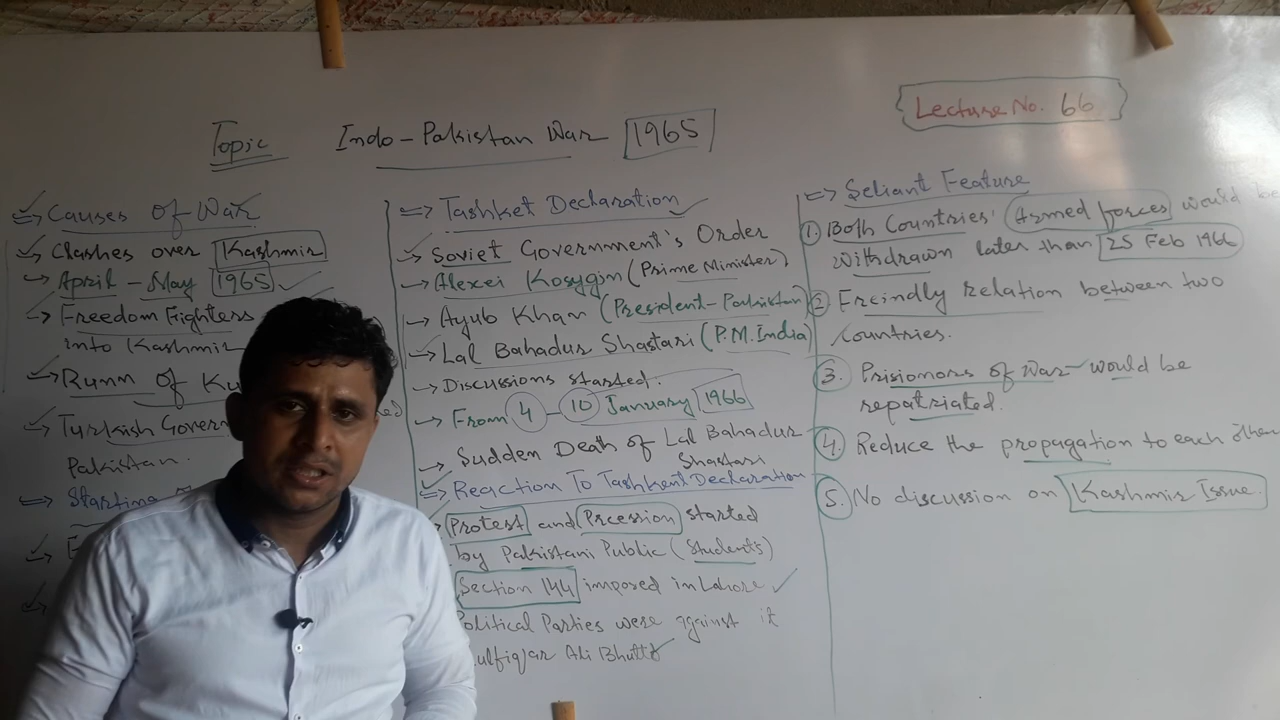 Lecture No. 66
Topic Indo-Pakistan War 1965
⇒ Causes of War
→ Clashes over Kashmir
→ April - May 1965
→ Freedom Fighters
into Kashmir
→ Runn of Ku
→ Turkish Govern
Pakistan.
⇒ Starting
⇒ Tashket Declaration
→ Soviet Government's Order
→ Alexei Kosygin (Prime Minister)
→ Ayub Khan (President-Pakistan)
→ Lal Bahadur Shastari (P.M. India)
→ Discussions started.
→ From 4 - 10 January 1966
→ Sudden Death of Lal Bahadur
Shastari
⇒ Reaction To Tashkent Declaration
Protest and Prcession started
by Pakistani Public (Students)
Section 144 imposed in Lahore
Political Parties were against it
ulfiqar Ali Bhutto
⇒ Seliant Feature
1. Both Countries' Armed forces would be
withdrawn later than 25 Feb 1966
2. Freindly relation between two
countries.
3. Prisionors of War would be
repatriated.
4. Reduce the propagation to each other
5. No discussion on Kashmir Issue.